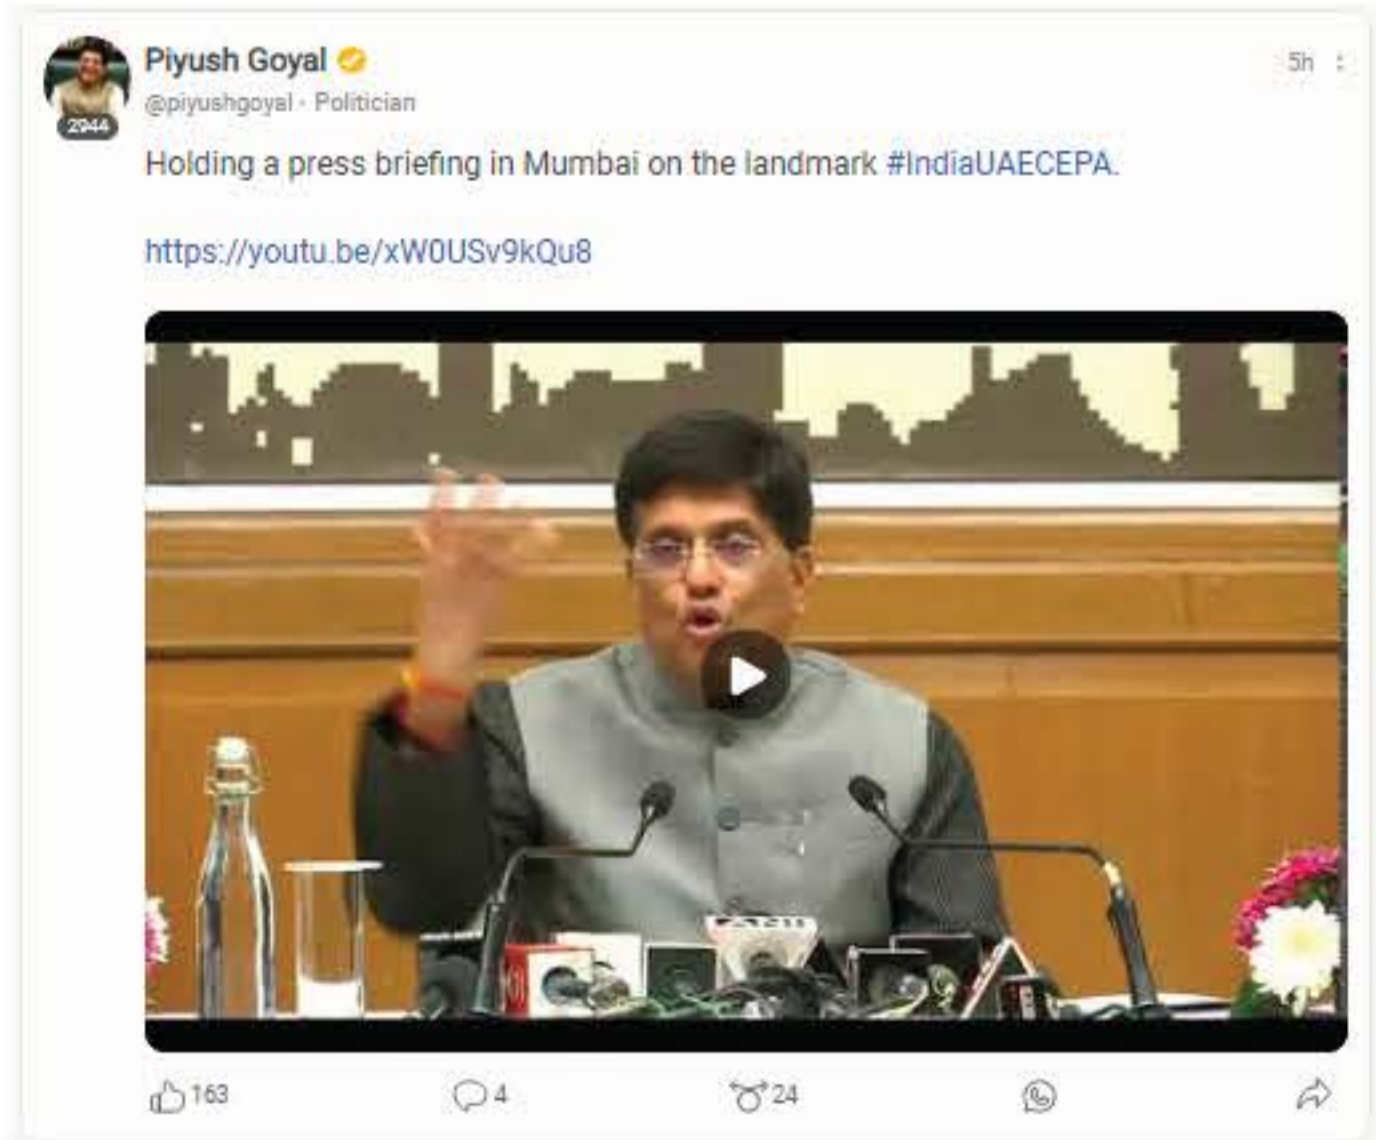 Piyush Goyal
5h
@piyushgoyal · Politician
2944
Holding a press briefing in Mumbai on the landmark #IndiaUAECEPA.
https://youtu.be/xW0USv9kQu8
163
4
24